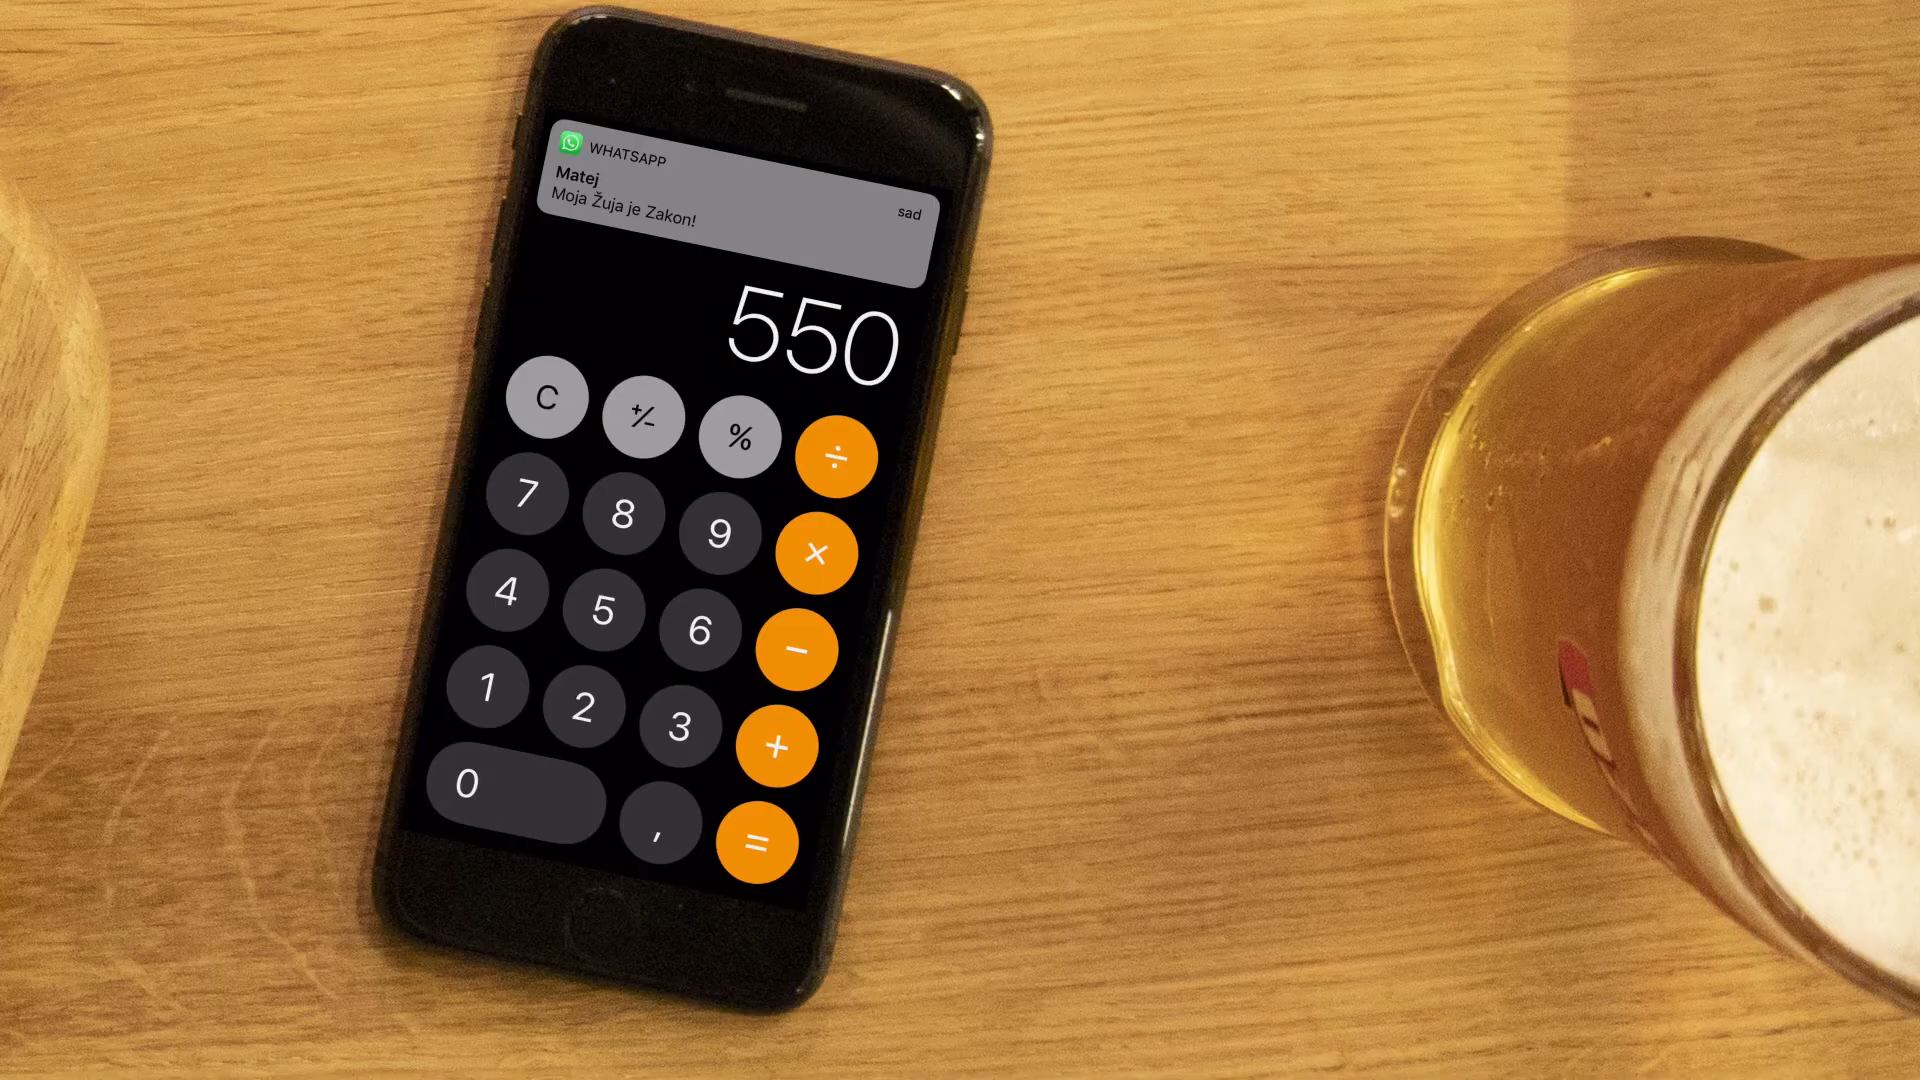 WHATSAPP
Matej
sad
Moja Žuja je Zakon!
550
C +/- % ÷
7 8 9 ×
4 5 6 −
1 2 3 +
0 , =